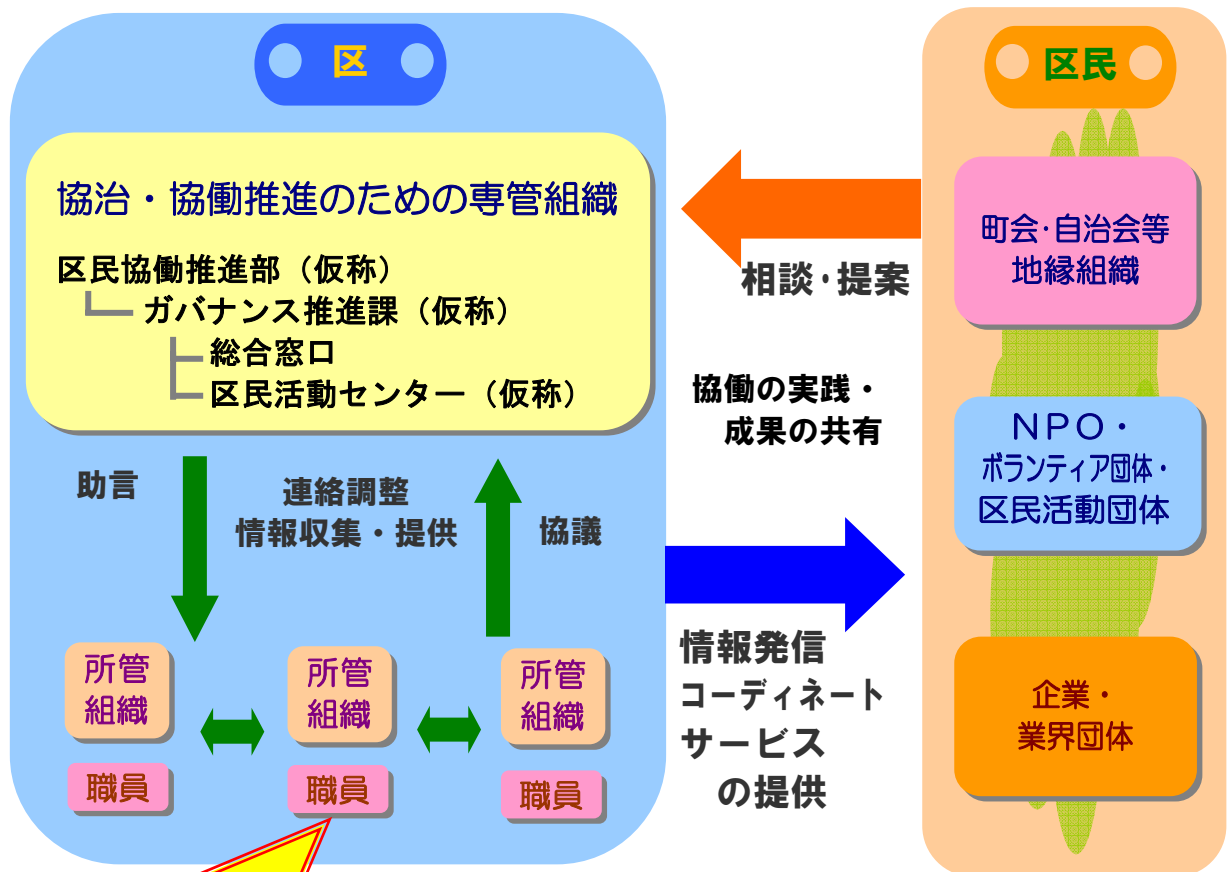 区
協治・協働推進のための専管組織
区民協働推進部（仮称）
ガバナンス推進課（仮称）
総合窓口
区民活動センター（仮称）
助言
連絡調整
情報収集・提供
協議
所管
組織
職員
所管
組織
職員
所管
組織
職員
相談・提案
協働の実践・
成果の共有
情報発信
コーディネート
サービス
の提供
区民
町会・自治会等
地縁組織
ＮＰＯ・
ボランティア団体・
区民活動団体
企業・
業界団体